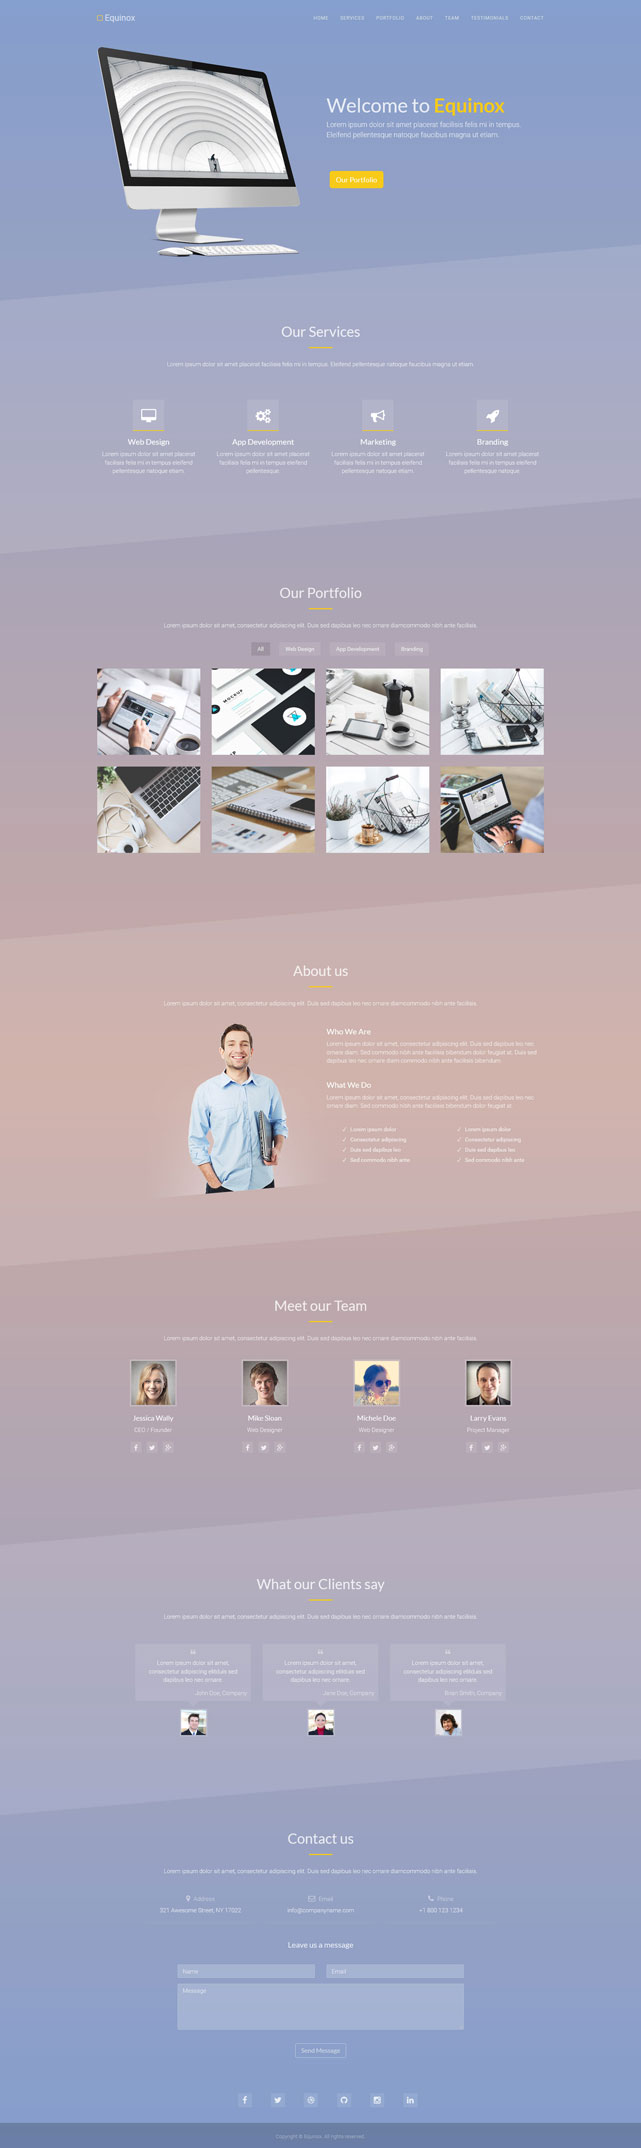 Equinox
HOME SERVICES PORTFOLIO ABOUT TEAM TESTIMONIALS CONTACT
Welcome to Equinox
Lorem ipsum dolor sit amet placerat facilisis felis mi in tempus.
Eleifend pellentesque natoque faucibus magna ut etiam.
Our Portfolio
Our Services
Lorem ipsum dolor sit amet placerat facilisis felis mi in tempus. Eleifend pellentesque natoque faucibus magna ut etiam.
Web Design
Lorem ipsum dolor sit amet placerat
facilisis felis mi in tempus eleifend
pellentesque natoque etiam.
App Development
Lorem ipsum dolor sit amet placerat
facilisis felis mi in tempus eleifend
pellentesque.
Marketing
Lorem ipsum dolor sit amet placerat
facilisis felis mi in tempus eleifend
pellentesque natoque etiam.
Branding
Lorem ipsum dolor sit amet placerat
facilisis felis mi in tempus eleifend
pellentesque natoque.
Our Portfolio
Lorem ipsum dolor sit amet, consectetur adipiscing elit. Duis sed dapibus leo nec ornare diam. Sed commodo nibh ante facilisis.
All Web Design App Development Branding
MOCKUP
About us
Lorem ipsum dolor sit amet, consectetur adipiscing elit. Duis sed dapibus leo nec ornare diamcommodo nibh ante facilisis.
Who We Are
Lorem ipsum dolor sit amet, consectetur adipiscing elit. Duis sed dapibus leo nec
ornare diam. Sed commodo nibh ante facilisis bibendum dolor feugiat at. Duis sed
dapibus leo nec ornare diam commodo nibh ante facilisis bibendum.
What We Do
Lorem ipsum dolor sit amet, consectetur adipiscing elit. Duis sed dapibus leo nec
ornare diam. Sed commodo nibh ante facilisis bibendum dolor feugiat at.
Lorem ipsum dolor
Consectetur adipiscing
Duis sed dapibus leo
Sed commodo nibh ante
Lorem ipsum dolor
Consectetur adipiscing
Duis sed dapibus leo
Sed commodo nibh ante
Meet our Team
Lorem ipsum dolor sit amet, consectetur adipiscing elit. Duis sed dapibus leo nec ornare diamcommodo nibh ante facilisis.
Jessica Wally
CEO / Founder
Mike Sloan
Web Designer
Michele Doe
Web Designer
Larry Evans
Project Manager
What our Clients say
Lorem ipsum dolor sit amet, consectetur adipiscing elit. Duis sed dapibus leo nec ornare diamcommodo nibh ante facilisis.
Lorem ipsum dolor sit amet,
consectetur adipiscing elitduis sed
dapibus leo nec ornare.
John Doe, Company
Lorem ipsum dolor sit amet,
consectetur adipiscing elitduis sed
dapibus leo nec ornare.
Jane Doe, Company
Lorem ipsum dolor sit amet,
consectetur adipiscing elitduis sed
dapibus leo nec ornare.
Brian Smith, Company
Contact us
Lorem ipsum dolor sit amet, consectetur adipiscing elit. Duis sed dapibus leo nec ornare diamcommodo nibh ante facilisis.
Address
321 Awesome Street, NY 17022
Email
info@companyname.com
Phone
+1 800 123 1234
Leave us a message
Name
Email
Message
Send Message
Copyright © Equinox. All rights reserved.